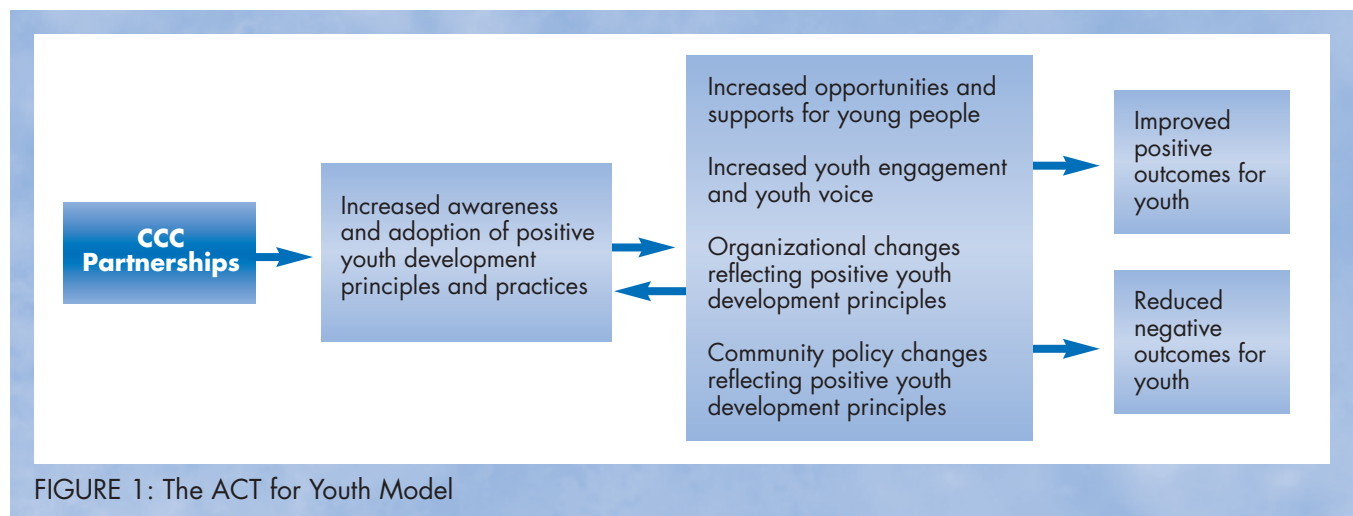 CCC
Partnerships
Increased awareness
and adoption of positive
youth development
principles and practices
Increased opportunities and
supports for young people
Increased youth engagement
and youth voice
Organizational changes
reflecting positive youth
development principles
Community policy changes
reflecting positive youth
development principles
Improved
positive
outcomes for
youth
Reduced
negative
outcomes for
youth
FIGURE 1: The ACT for Youth Model